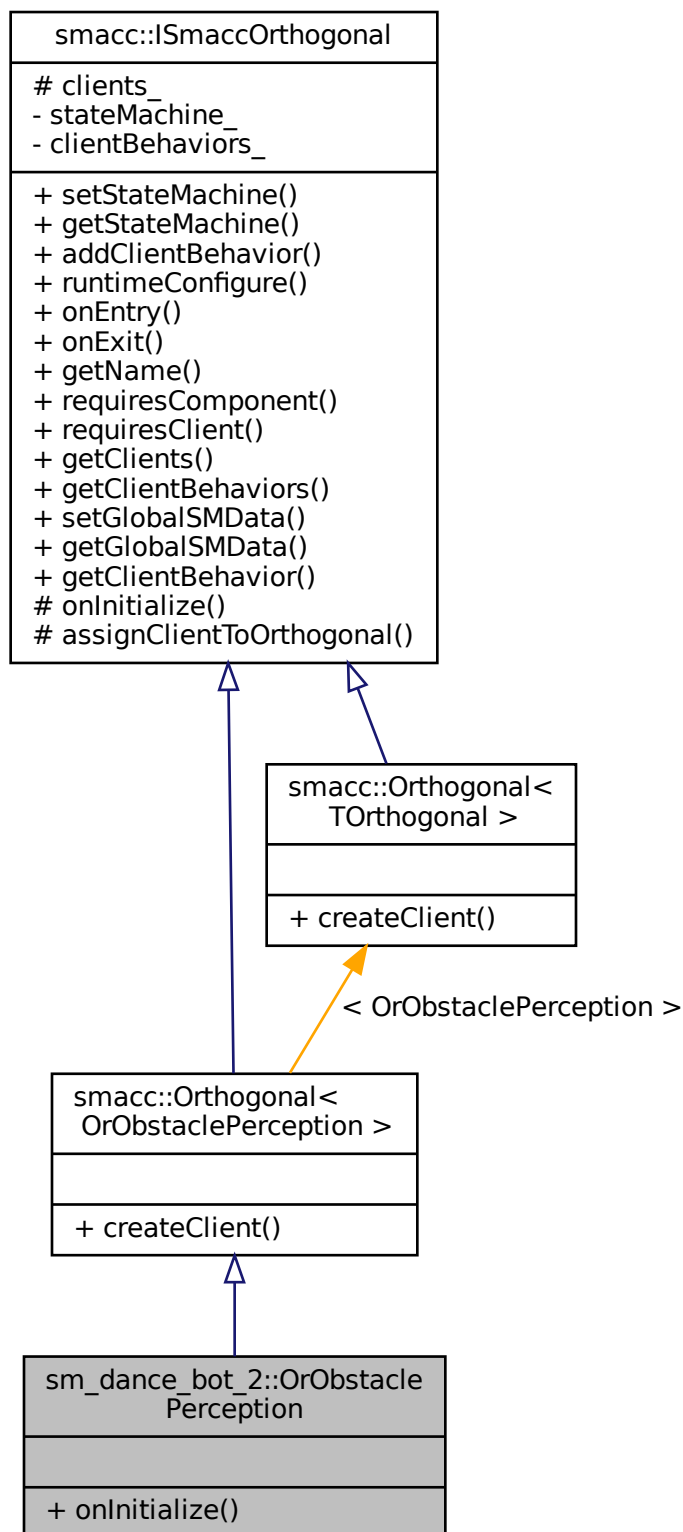 smacc::ISmaccOrthogonal
# clients_
- stateMachine_
- clientBehaviors_
+ setStateMachine()
+ getStateMachine()
+ addClientBehavior()
+ runtimeConfigure()
+ onEntry()
+ onExit()
+ getName()
+ requiresComponent()
+ requiresClient()
+ getClients()
+ getClientBehaviors()
+ setGlobalSMData()
+ getGlobalSMData()
+ getClientBehavior()
# onInitialize()
# assignClientToOrthogonal()
smacc::Orthogonal<
TOrthogonal >
+ createClient()
< OrObstaclePerception >
smacc::Orthogonal<
OrObstaclePerception >
+ createClient()
sm_dance_bot_2::OrObstacle
Perception
+ onInitialize()